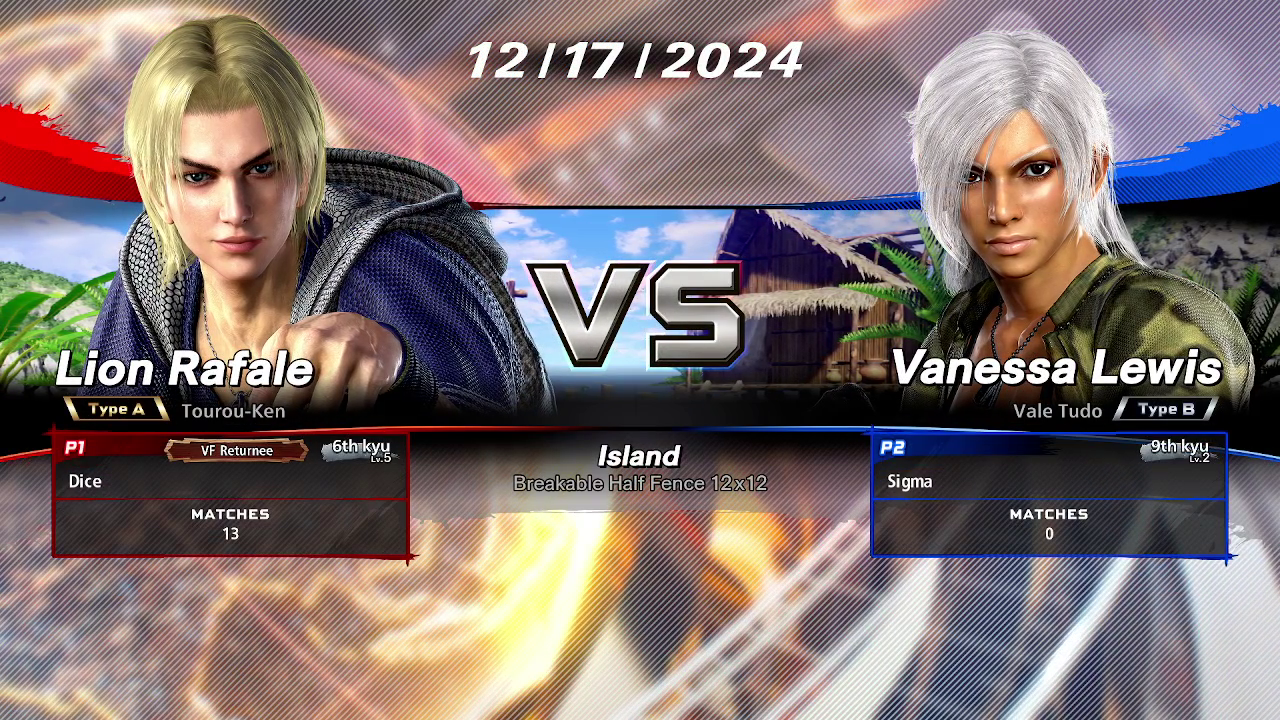 12/17/2024
VS
Lion Rafale
Type A Tourou-Ken
Vanessa Lewis
Vale Tudo Type B
P1 VF Returnee 6th kyu Lv.5
Dice
MATCHES
13
Island
Breakable Half Fence 12x12
P2 9th kyu Lv.2
Sigma
MATCHES
0